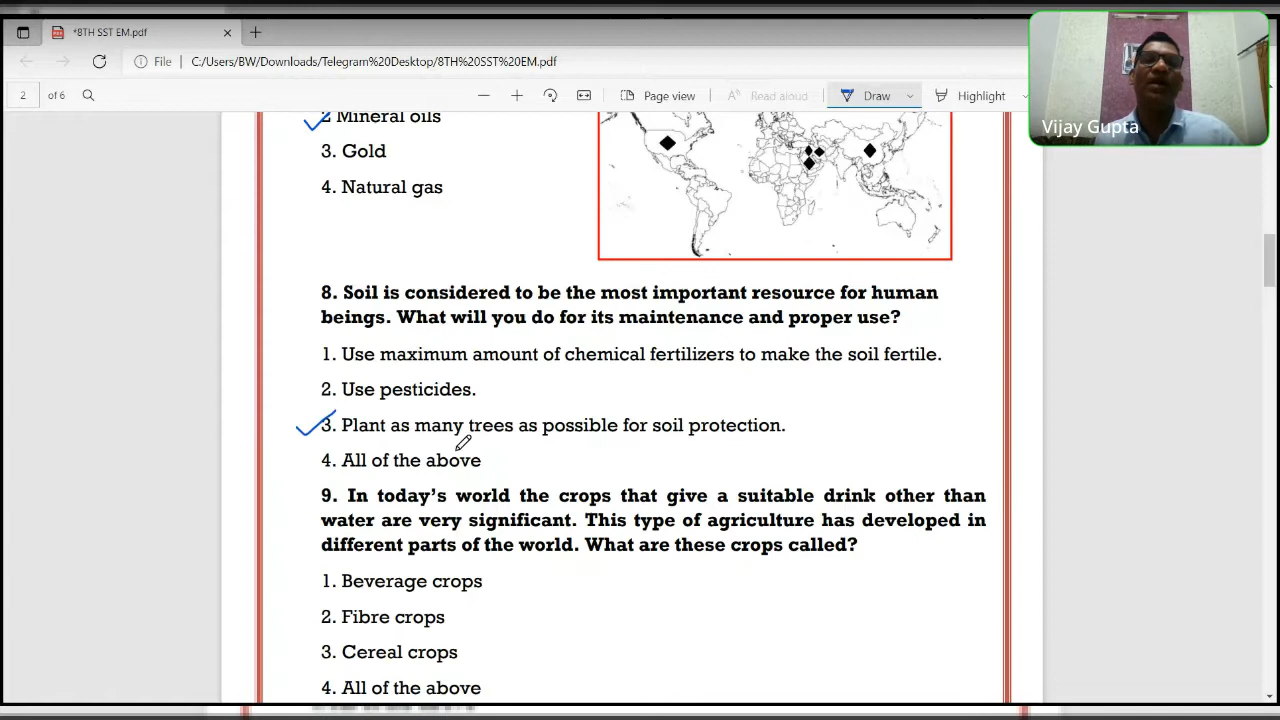 *8TH SST EM.pdf
File
C:/Users/BW/Downloads/Telegram%20Desktop/8TH%20SST%20EM.pdf
2 of 6
Page view
Read aloud
Draw
Highlight
Vijay Gupta
2 Mineral oils
3. Gold
4. Natural gas
8. Soil is considered to be the most important resource for human
beings. What will you do for its maintenance and proper use?
1. Use maximum amount of chemical fertilizers to make the soil fertile.
2. Use pesticides.
3. Plant as many trees as possible for soil protection.
4. All of the above
9. In today's world the crops that give a suitable drink other than
water are very significant. This type of agriculture has developed in
different parts of the world. What are these crops called?
1. Beverage crops
2. Fibre crops
3. Cereal crops
4. All of the above